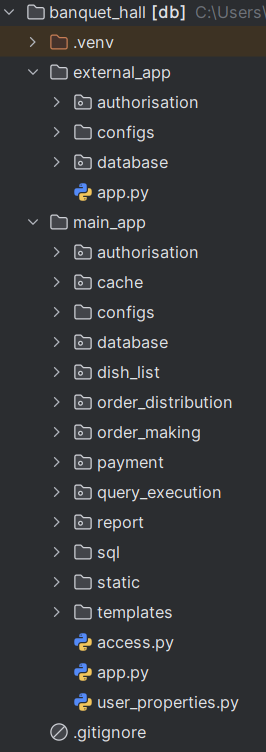 banquet_hall [db] C:\Users\
.venv
external_app
authorisation
configs
database
app.py
main_app
authorisation
cache
configs
database
dish_list
order_distribution
order_making
payment
query_execution
report
sql
static
templates
access.py
app.py
user_properties.py
.gitignore